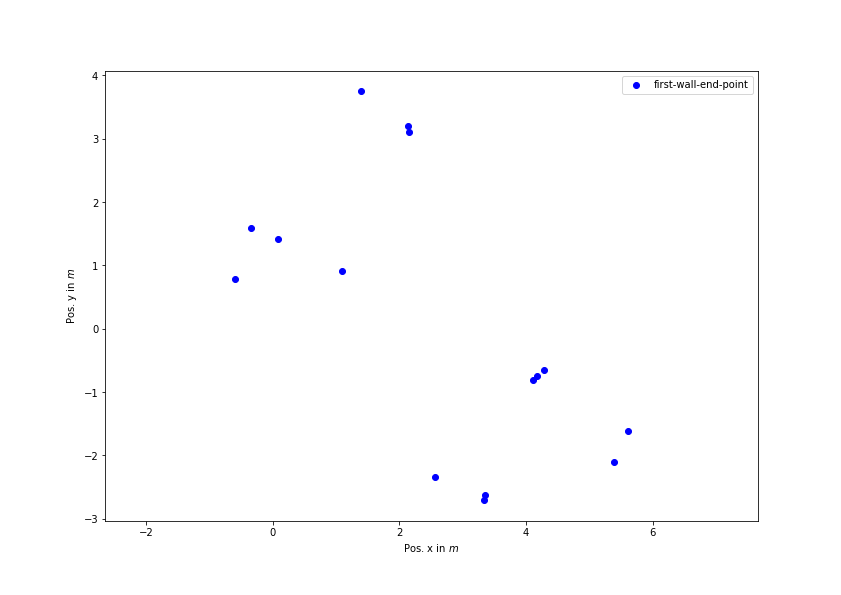 4
3
2
1
0
−1
−2
−3
Pos. y in m
first-wall-end-point
−2 0 2 4 6
Pos. x in m